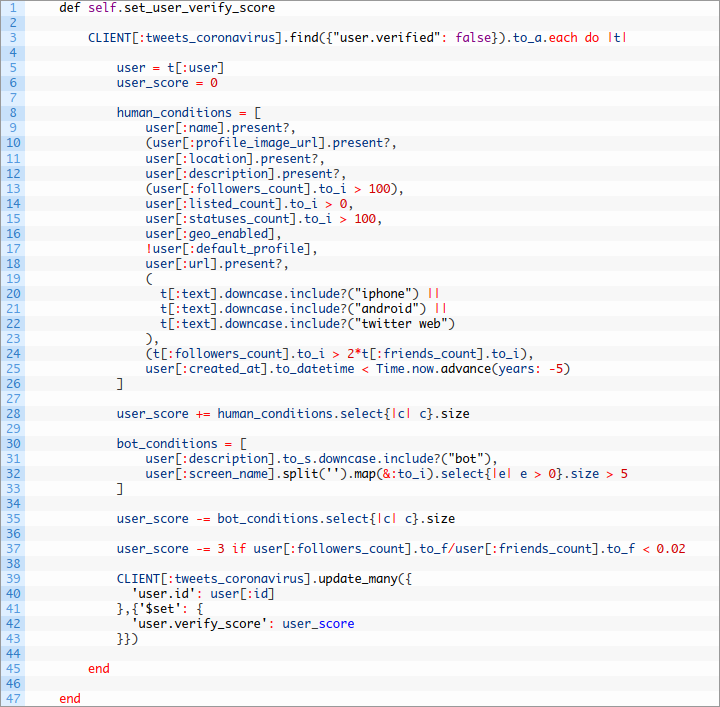 1 def self.set_user_verify_score
2
3 CLIENT[:tweets_coronavirus].find({"user.verified": false}).to_a.each do |t|
4
5 user = t[:user]
6 user_score = 0
7
8 human_conditions = [
9 user[:name].present?,
10 (user[:profile_image_url].present?,
11 user[:location].present?,
12 user[:description].present?,
13 (user[:followers_count].to_i > 100),
14 user[:listed_count].to_i > 0,
15 user[:statuses_count].to_i > 100,
16 user[:geo_enabled],
17 !user[:default_profile],
18 user[:url].present?,
19 (
20 t[:text].downcase.include?("iphone") ||
21 t[:text].downcase.include?("android") ||
22 t[:text].downcase.include?("twitter web")
23 ),
24 (t[:followers_count].to_i > 2*t[:friends_count].to_i),
25 user[:created_at].to_datetime < Time.now.advance(years: -5)
26 ]
27
28 user_score += human_conditions.select{|c| c}.size
29
30 bot_conditions = [
31 user[:description].to_s.downcase.include?("bot"),
32 user[:screen_name].split('').map(&:to_i).select{|e| e > 0}.size > 5
33 ]
34
35 user_score -= bot_conditions.select{|c| c}.size
36
37 user_score -= 3 if user[:followers_count].to_f/user[:friends_count].to_f < 0.02
38
39 CLIENT[:tweets_coronavirus].update_many({
40 'user.id': user[:id]
41 },{'$set': {
42 'user.verify_score': user_score
43 }})
44
45 end
46
47 end